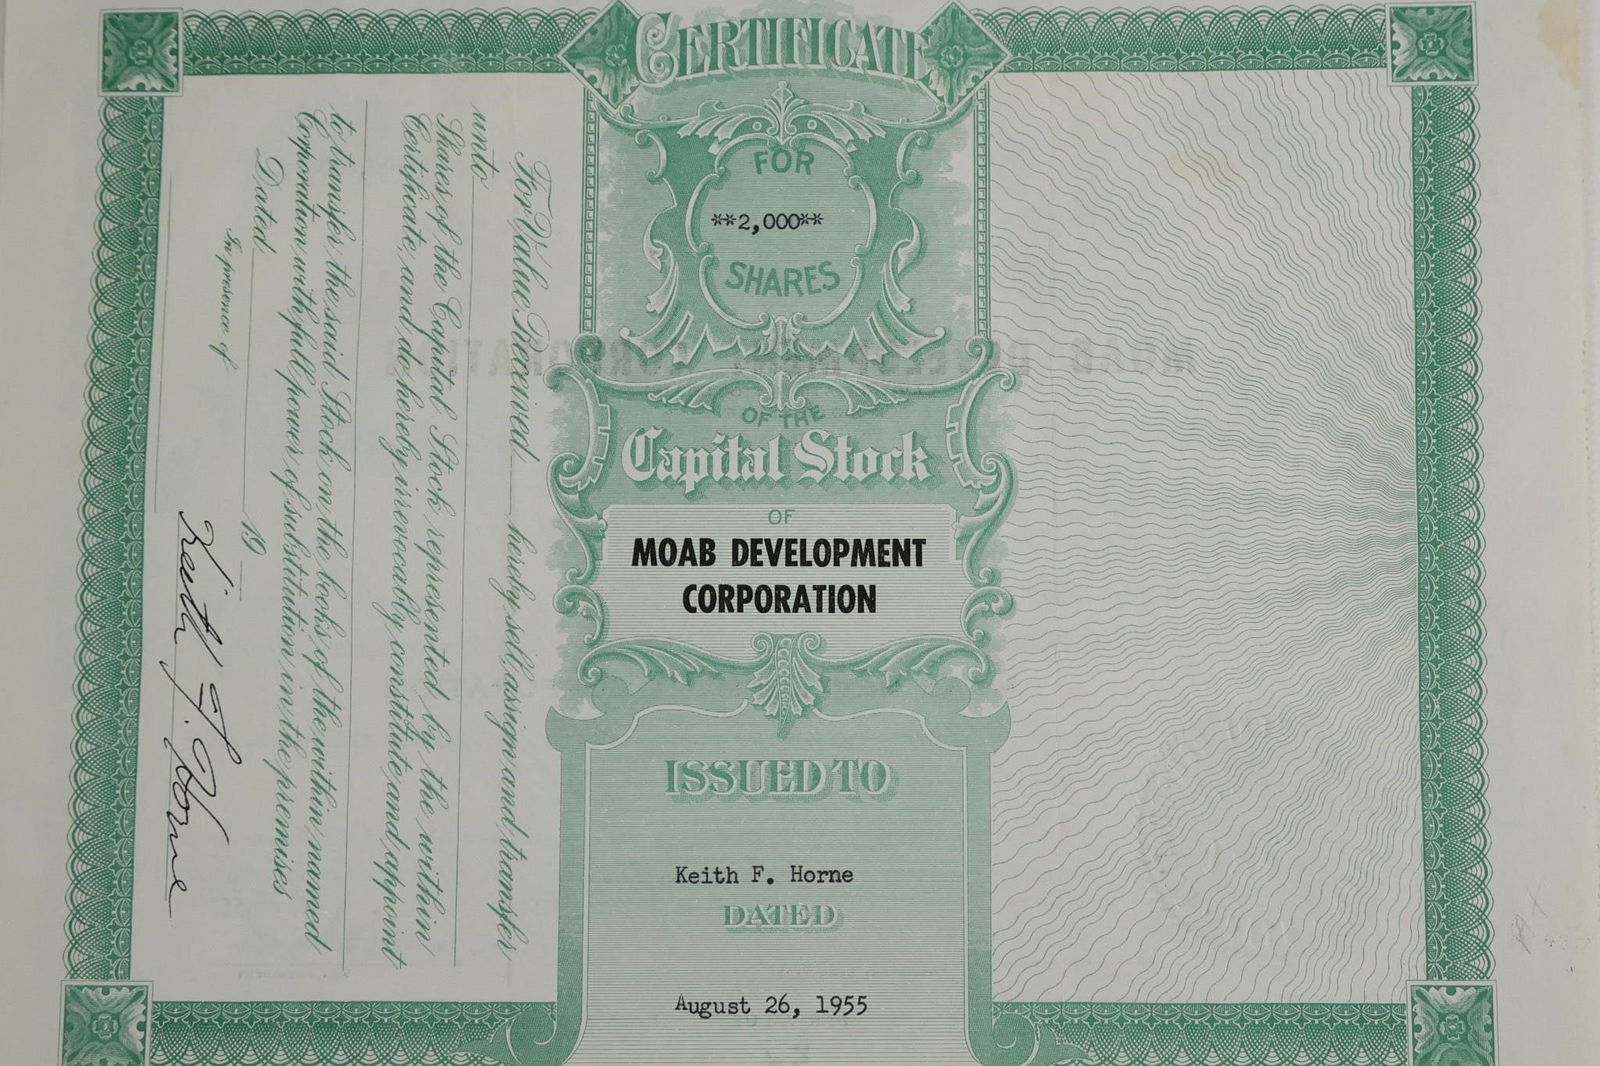 CERTIFICATE
FOR
**2,000**
SHARES
OF THE
Capital Stock
OF
MOAB DEVELOPMENT
CORPORATION
ISSUED TO
Keith F. Horne
DATED
August 26, 1955
For Value Received hereby sell, assign and transfer
unto
Shares of the Capital Stock represented by the within
Certificate, and do hereby irrevocably constitute and appoint
to transfer the said Stock on the books of the within named
Corporation with full power of substitution in the premises
Dated 19
In presence of
Keith F. Horne
MOAB DEVELOPMENT CORPORATION